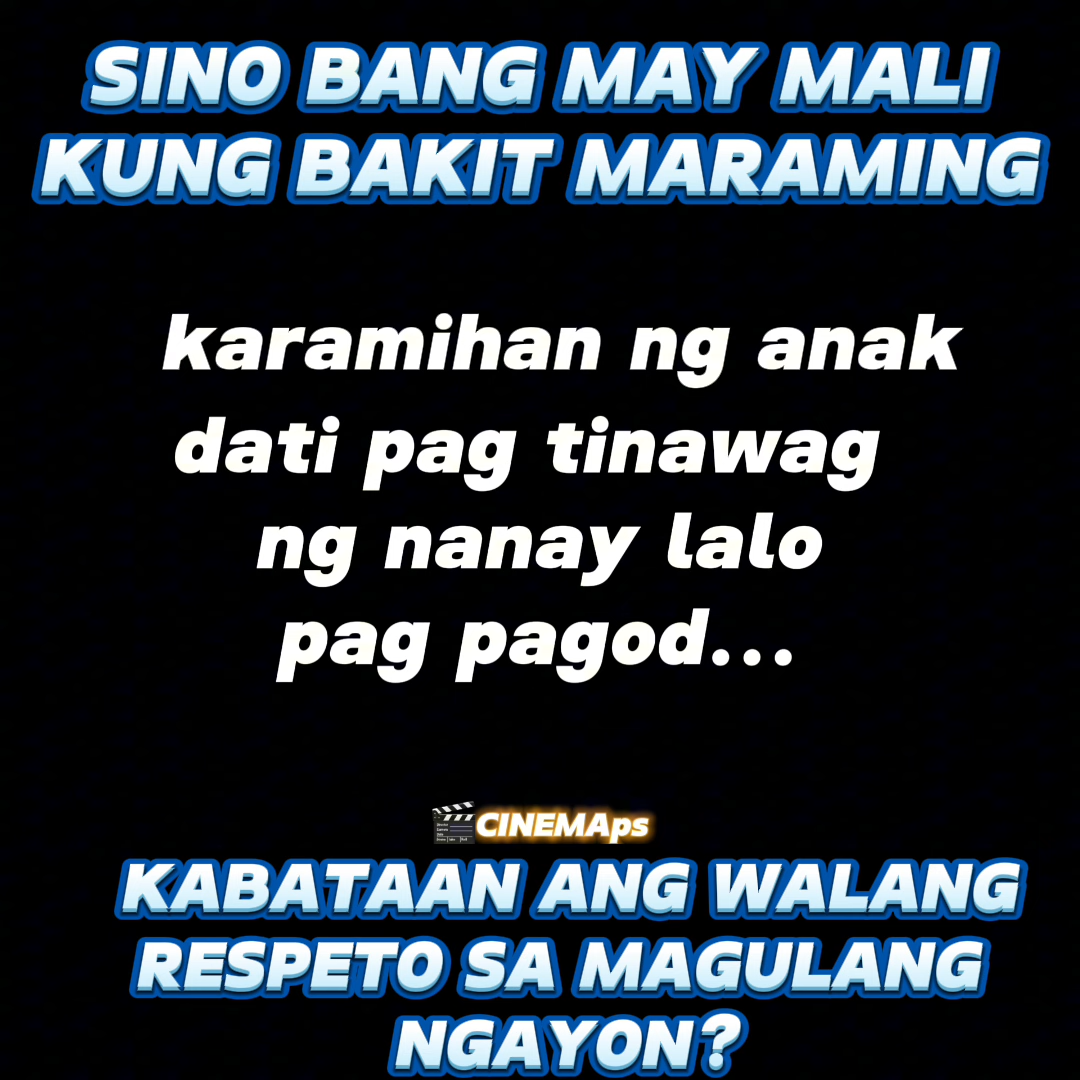 SINO BANG MAY MALI
KUNG BAKIT MARAMING
karamihan ng anak
dati pag tinawag
ng nanay lalo
pag pagod...
CINEMAps
KABATAAN ANG WALANG
RESPETO SA MAGULANG
NGAYON?